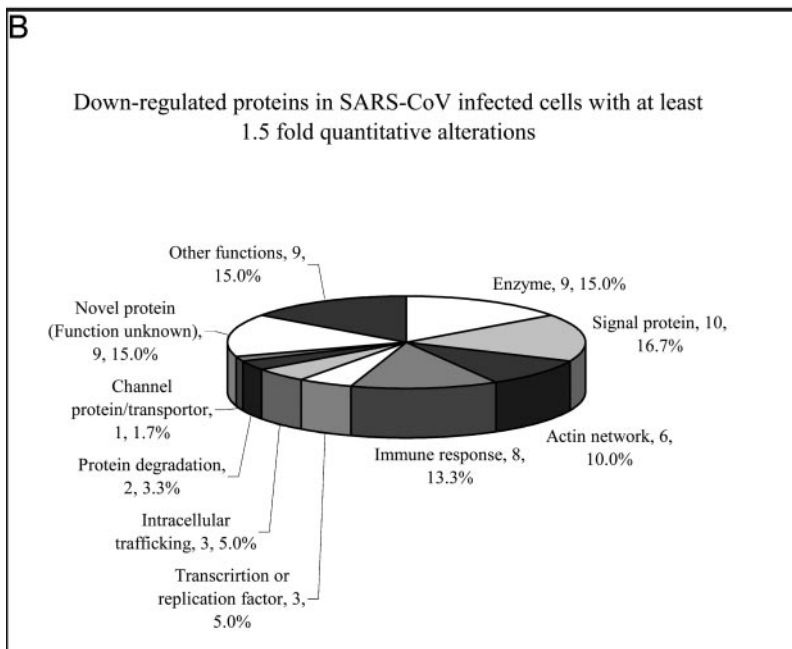 B
Down-regulated proteins in SARS-CoV infected cells with at least
1.5 fold quantitative alterations
Other functions, 9,
15.0%
Enzyme, 9, 15.0%
Novel protein
(Function unknown),
9, 15.0%
Signal protein, 10,
16.7%
Channel
protein/transportor,
1, 1.7%
Actin network, 6,
10.0%
Immune response, 8,
13.3%
Protein degradation,
2, 3.3%
Intracellular
trafficking, 3, 5.0%
Transcrirtion or
replication factor, 3,
5.0%